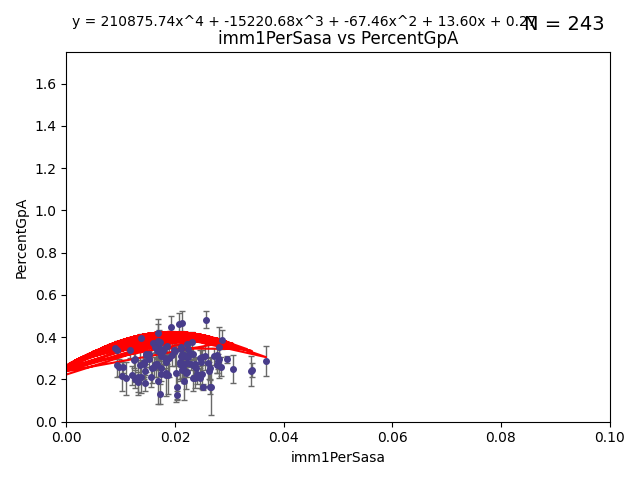 y = 210875.74x^4 + -15220.68x^3 + -67.46x^2 + 13.60x + 0.27
N = 243
imm1PerSasa vs PercentGpA
1.6
1.4
1.2
1.0
0.8
0.6
0.4
0.2
0.0
PercentGpA
0.00 0.02 0.04 0.06 0.08 0.10
imm1PerSasa